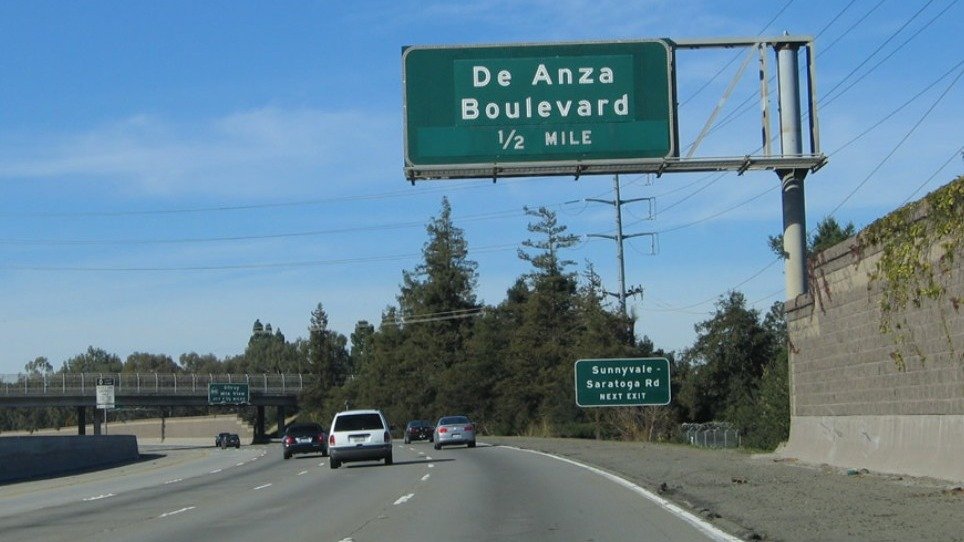 De Anza
Boulevard
1/2 MILE
Sunnyvale -
Saratoga Rd
NEXT EXIT